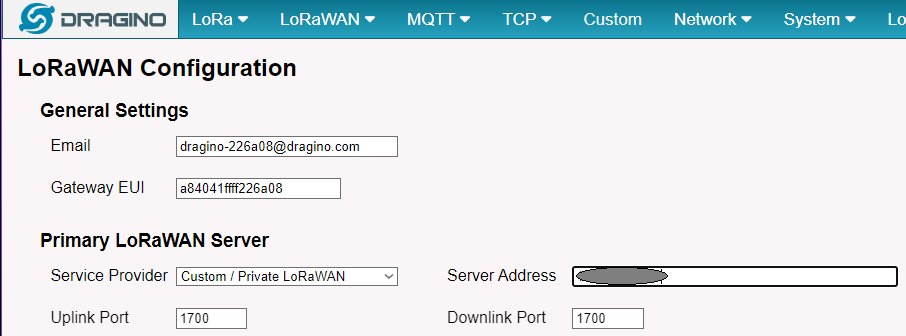 DRAGINO LoRa LoRaWAN MQTT TCP Custom Network System Lo
LoRaWAN Configuration
General Settings
Email dragino-226a08@dragino.com
Gateway EUI a84041ffff226a08
Primary LoRaWAN Server
Service Provider Custom / Private LoRaWAN Server Address
Uplink Port 1700 Downlink Port 1700